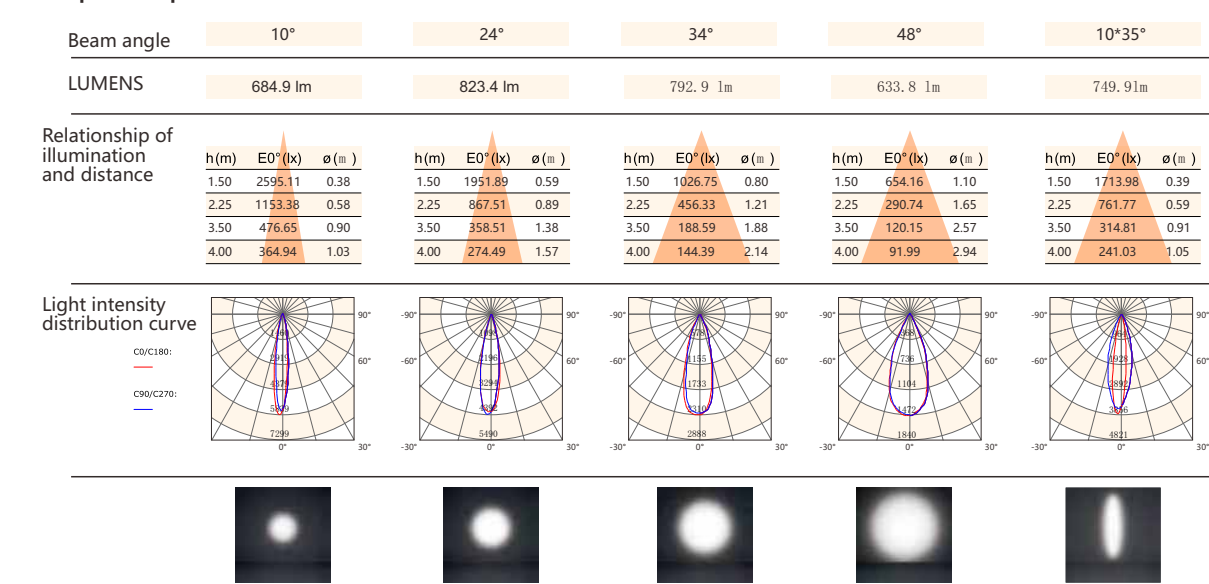 Beam angle 10° 24° 34° 48° 10*35°
LUMENS 684.9 lm 823.4 lm 792.9 lm 633.8 lm 749.9lm
Relationship of
illumination
and distance
h(m) E0°(lx) ø(m) h(m) E0°(lx) ø(m) h(m) E0°(lx) ø(m) h(m) E0°(lx) ø(m) h(m) E0°(lx) ø(m)
1.50 2595.11 0.38 1.50 1951.89 0.59 1.50 1026.75 0.80 1.50 654.16 1.10 1.50 1713.98 0.39
2.25 1153.38 0.58 2.25 867.51 0.89 2.25 456.33 1.21 2.25 290.74 1.65 2.25 761.77 0.59
3.50 476.65 0.90 3.50 358.51 1.38 3.50 188.59 1.88 3.50 120.15 2.57 3.50 314.81 0.91
4.00 364.94 1.03 4.00 274.49 1.57 4.00 144.39 2.14 4.00 91.99 2.94 4.00 241.03 1.05
Light intensity
distribution curve
C0/C180:
C90/C270:
90° -90° 90° -90° 90° -90° 90° -90° 90°
2919 2196 1155 736 1928
60° -60° 60° -60° 60° -60° 60° -60° 60°
4379 3294 1733 1104 2892
4392 2310 1472 3856
7299 5490 2888 1840 4821
0° 30° -30° 0° 30° -30° 0° 30° -30° 0° 30° -30° 0° 30°